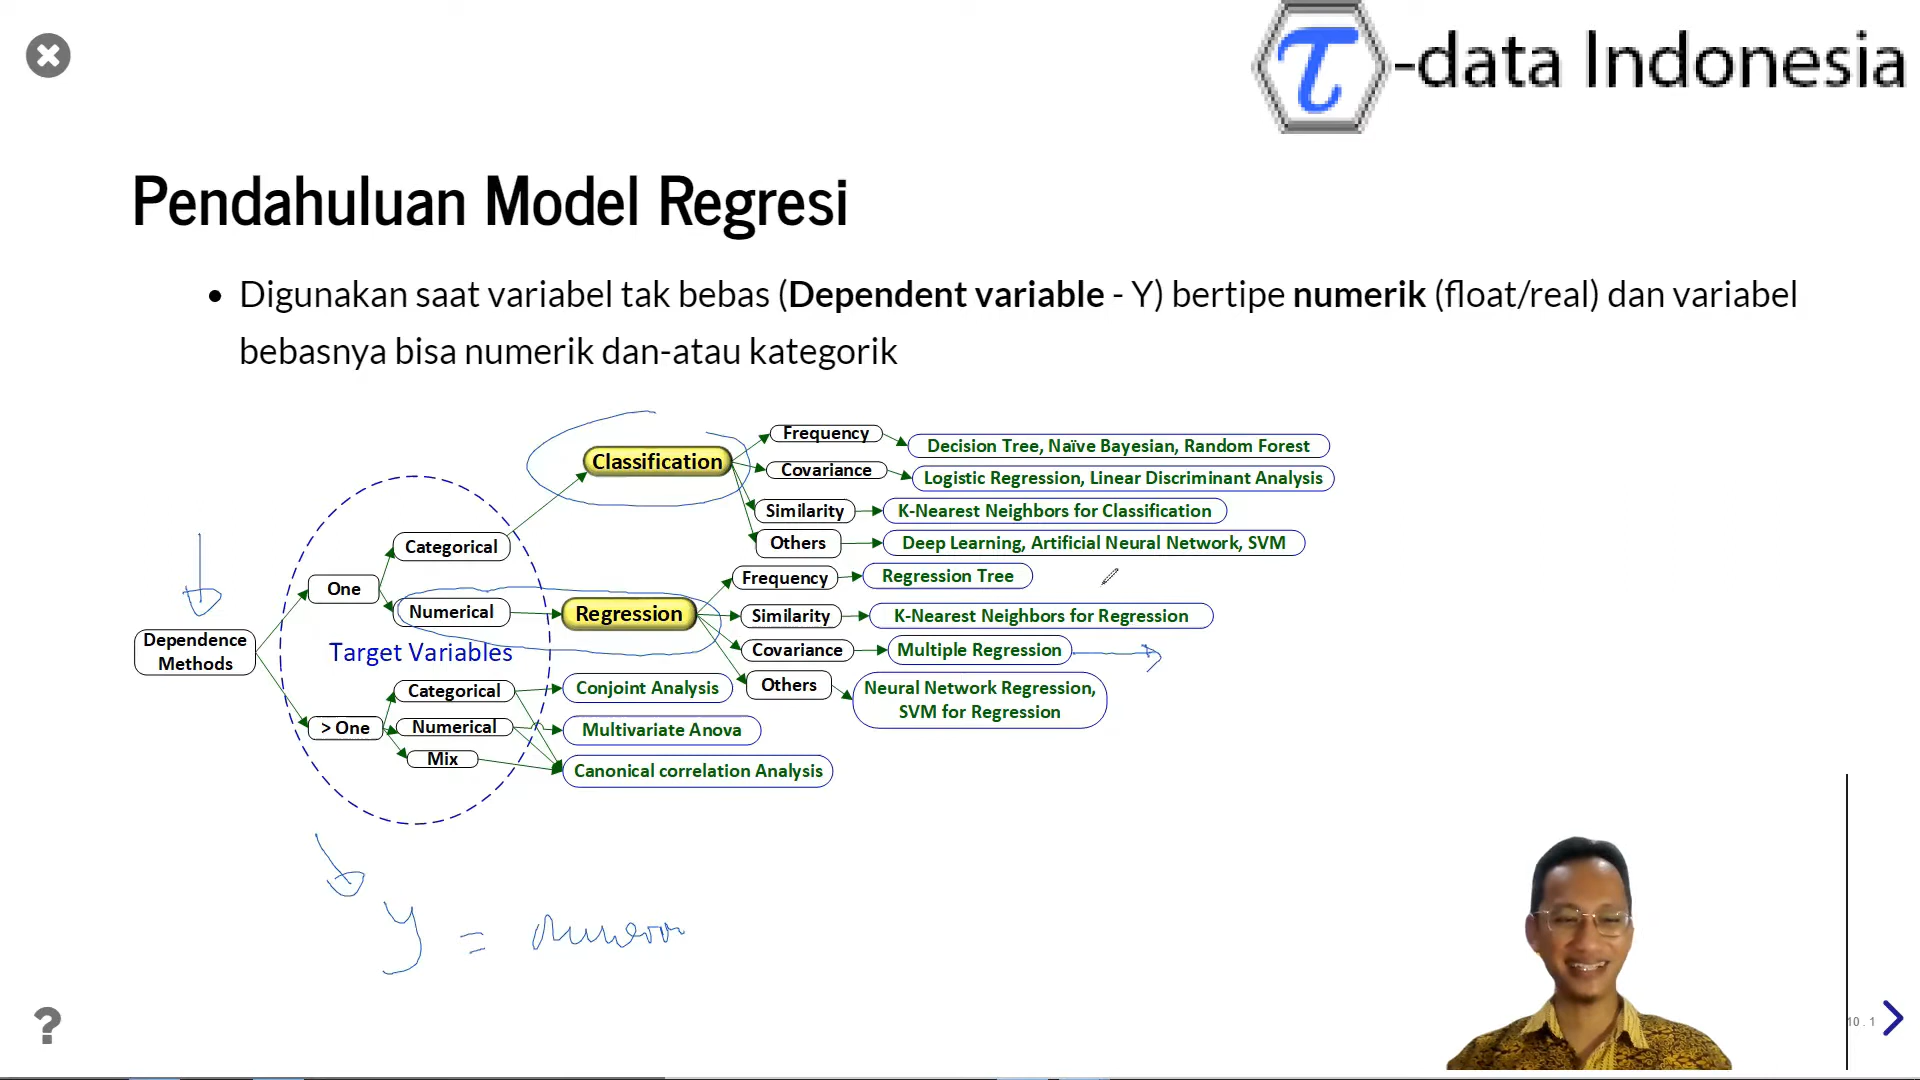 τ-data Indonesia
Pendahuluan Model Regresi
• Digunakan saat variabel tak bebas (Dependent variable - Y) bertipe numerik (float/real) dan variabel
bebasnya bisa numerik dan-atau kategorik
Dependence
Methods
One
Categorical
Numerical
Target Variables
> One
Categorical
Numerical
Mix
Classification
Frequency
Decision Tree, Naïve Bayesian, Random Forest
Covariance
Logistic Regression, Linear Discriminant Analysis
Similarity
K-Nearest Neighbors for Classification
Others
Deep Learning, Artificial Neural Network, SVM
Regression
Frequency
Regression Tree
Similarity
K-Nearest Neighbors for Regression
Covariance
Multiple Regression
Others
Neural Network Regression,
SVM for Regression
Conjoint Analysis
Multivariate Anova
Canonical correlation Analysis
y =
?
10 . 1